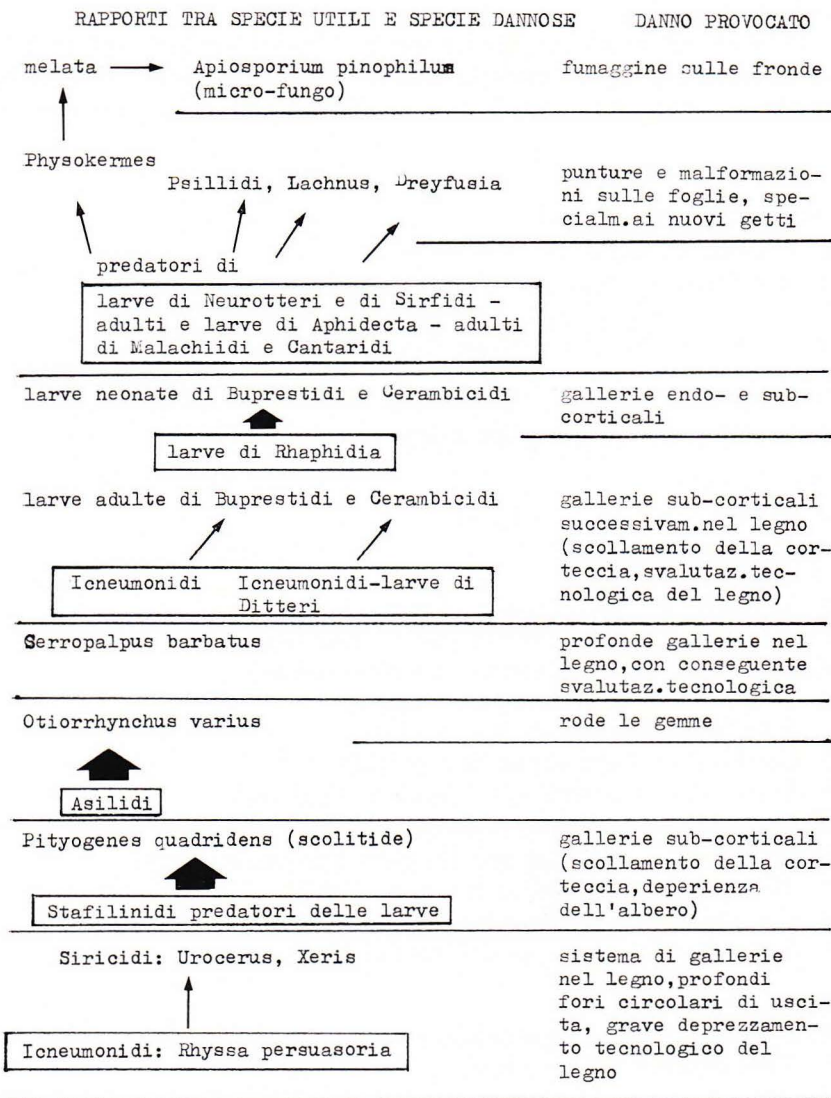 RAPPORTI TRA SPECIE UTILI E SPECIE DANNOSE DANNO PROVOCATO
melata Apiosporium pinophilum fumaggine sulle fronde
(micro-fungo)
Physokermes
Psillidi, Lachnus, Dreyfusia
punture e malformazio-
ni sulle foglie, spe-
cialm.ai nuovi getti
predatori di
larve di Neurotteri e di Sirfidi -
adulti e larve di Aphidecta - adulti
di Malachiidi e Cantaridi
larve neonate di Buprestidi e Cerambicidi
gallerie endo- e sub-
corticali
larve di Rhaphidia
larve adulte di Buprestidi e Cerambicidi
gallerie sub-corticali
successivam.nel legno
(scollamento della cor-
teccia,svalutaz.tec-
nologica del legno)
Icneumonidi Icneumonidi-larve di
Ditteri
Serropalpus barbatus
profonde gallerie nel
legno,con conseguente
svalutaz.tecnologica
Otiorrhynchus varius rode le gemme
Asilidi
Pityogenes quadridens (scolitide)
gallerie sub-corticali
(scollamento della cor-
teccia,deperienza
dell'albero)
Stafilinidi predatori delle larve
Siricidi: Urocerus, Xeris
sistema di gallerie
nel legno,profondi
fori circolari di usci-
ta, grave deprezzamen-
to tecnologico del
legno
Icneumonidi: Rhyssa persuasoria